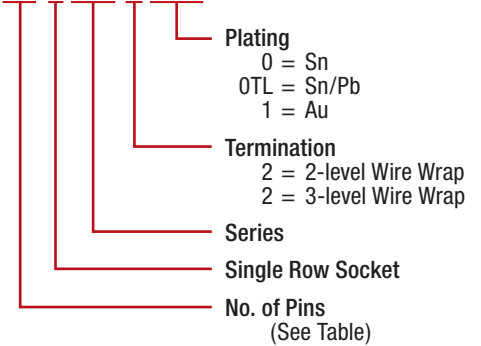 Plating
0 = Sn
0TL = Sn/Pb
1 = Au
Termination
2 = 2-level Wire Wrap
2 = 3-level Wire Wrap
Series
Single Row Socket
No. of Pins
(See Table)